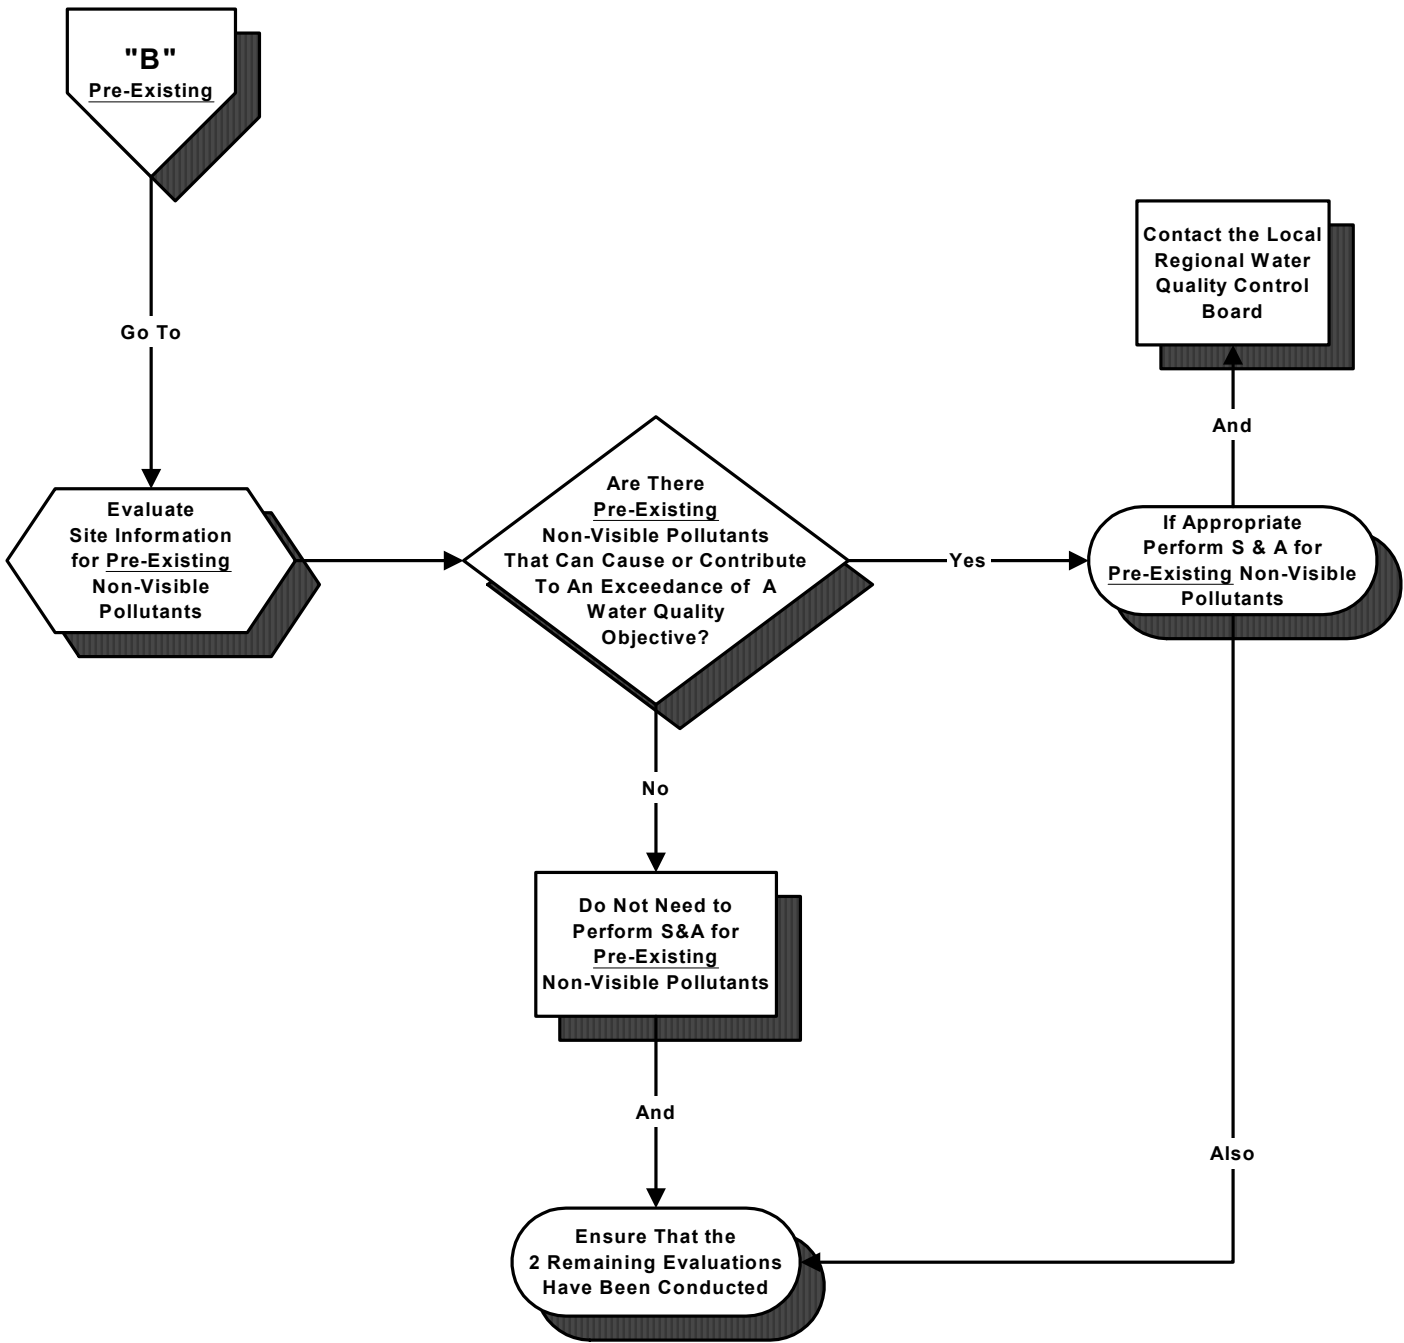 "B"
Pre-Existing
Go To
Evaluate
Site Information
for Pre-Existing
Non-Visible
Pollutants
Are There
Pre-Existing
Non-Visible Pollutants
That Can Cause or Contribute
To An Exceedance of A
Water Quality
Objective?
Yes
If Appropriate
Perform S & A for
Pre-Existing Non-Visible
Pollutants
And
Contact the Local
Regional Water
Quality Control
Board
No
Do Not Need to
Perform S&A for
Pre-Existing
Non-Visible Pollutants
And
Also
Ensure That the
2 Remaining Evaluations
Have Been Conducted